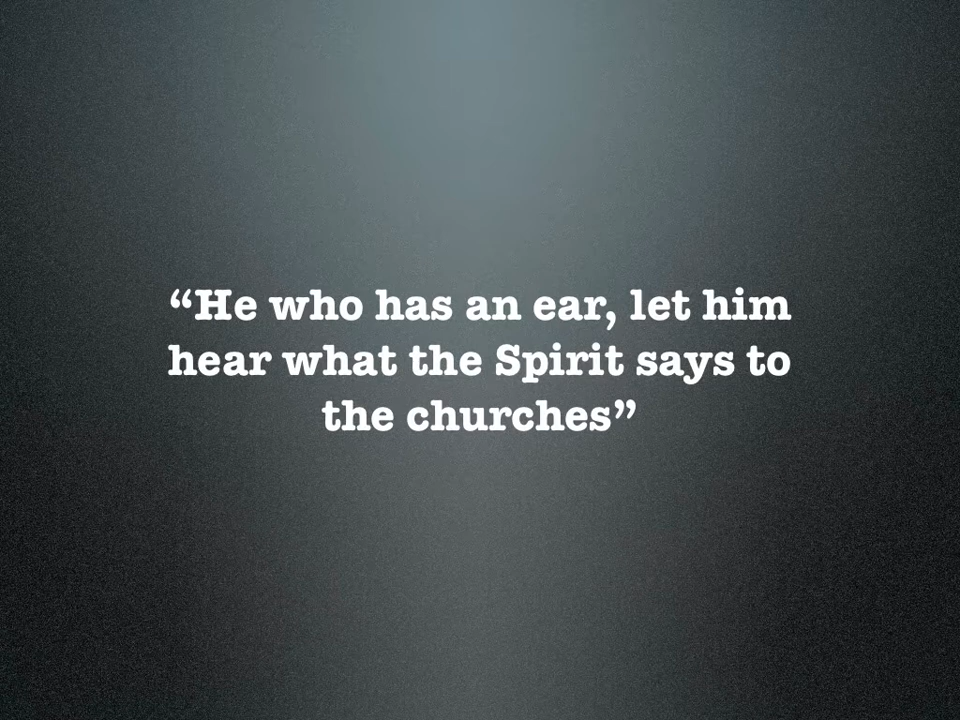 “He who has an ear, let him
hear what the Spirit says to
the churches”